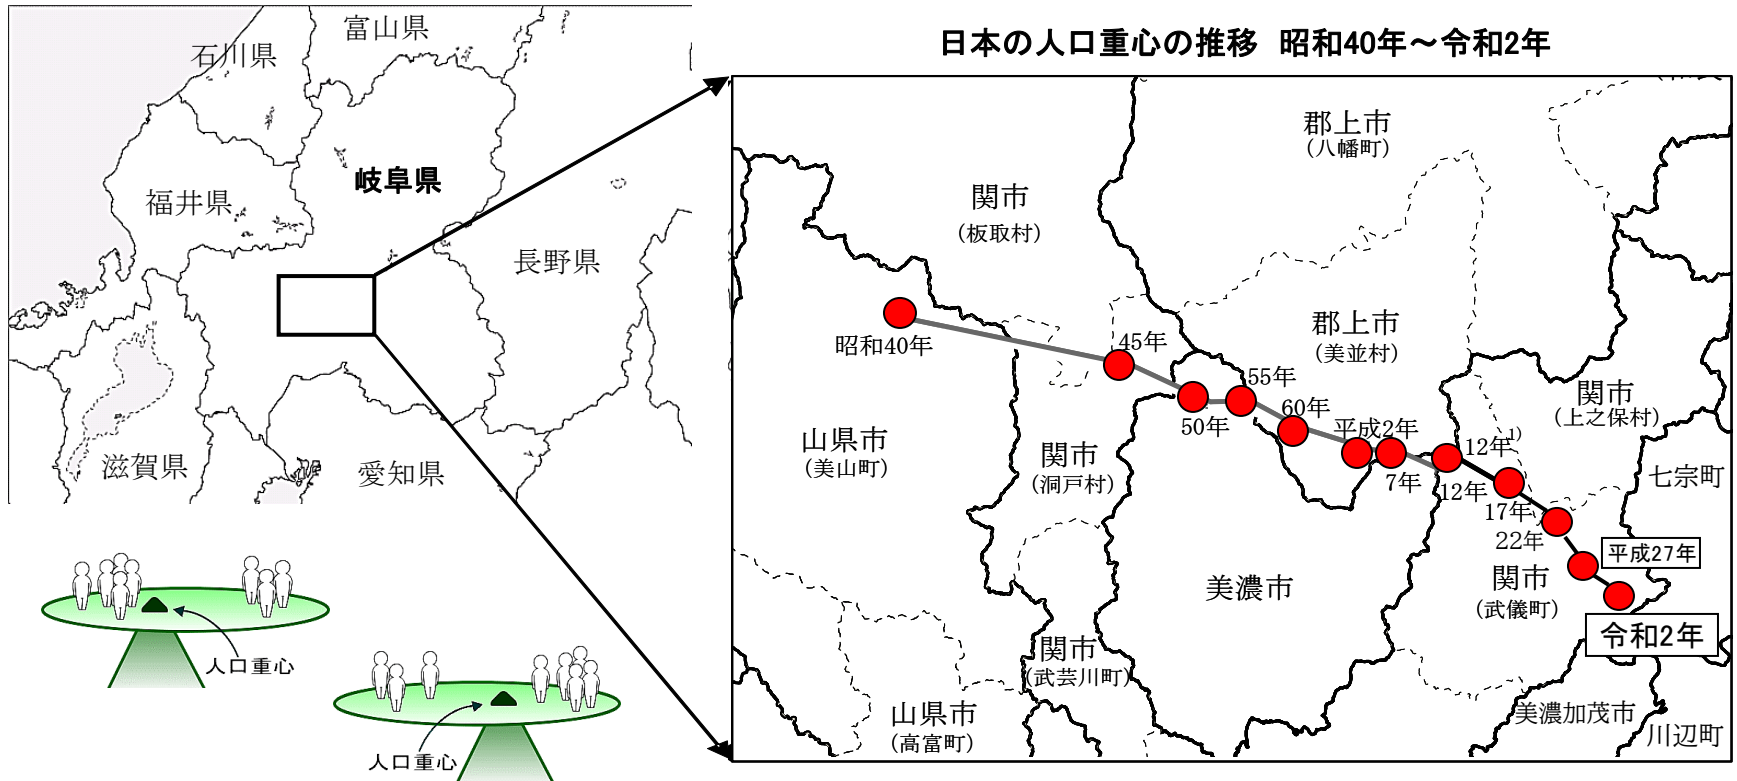 日本の人口重心の推移 昭和40年～令和2年
石川県
富山県
福井県
岐阜県
長野県
滋賀県
愛知県
人口重心
人口重心
郡上市
(八幡町)
関市
(板取村)
昭和40年
45年
50年
55年
60年
平成2年
7年
12年1)
12年
17年
22年
平成27年
令和2年
郡上市
(美並村)
関市
(上之保村)
七宗町
山県市
(美山町)
関市
(洞戸村)
美濃市
関市
(武儀町)
関市
(武芸川町)
山県市
(高富町)
美濃加茂市
川辺町